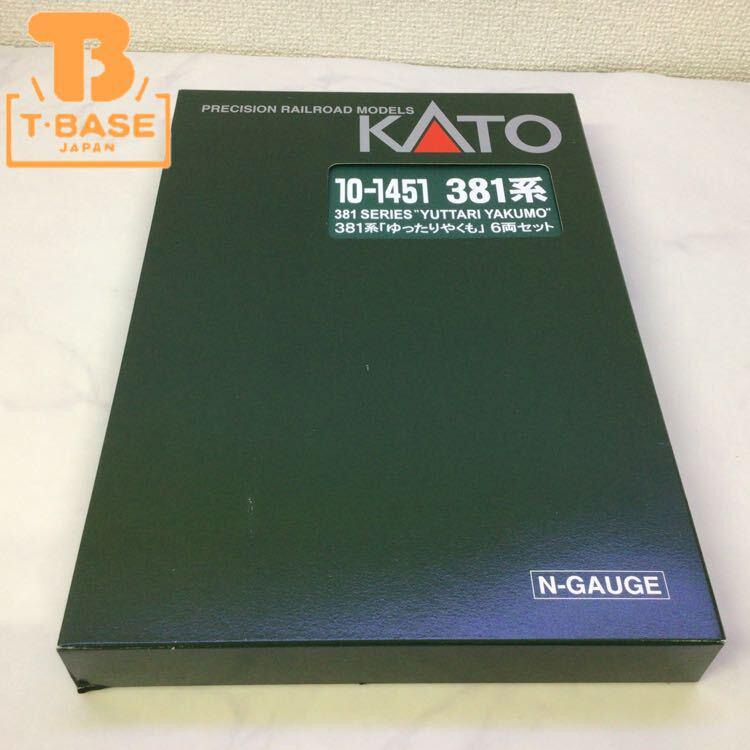 T-BASE
JAPAN
PRECISION RAILROAD MODELS
KATO
10-1451 381系
381 SERIES "YUTTARI YAKUMO"
381系「ゆったりやくも」 6両セット
N-GAUGE